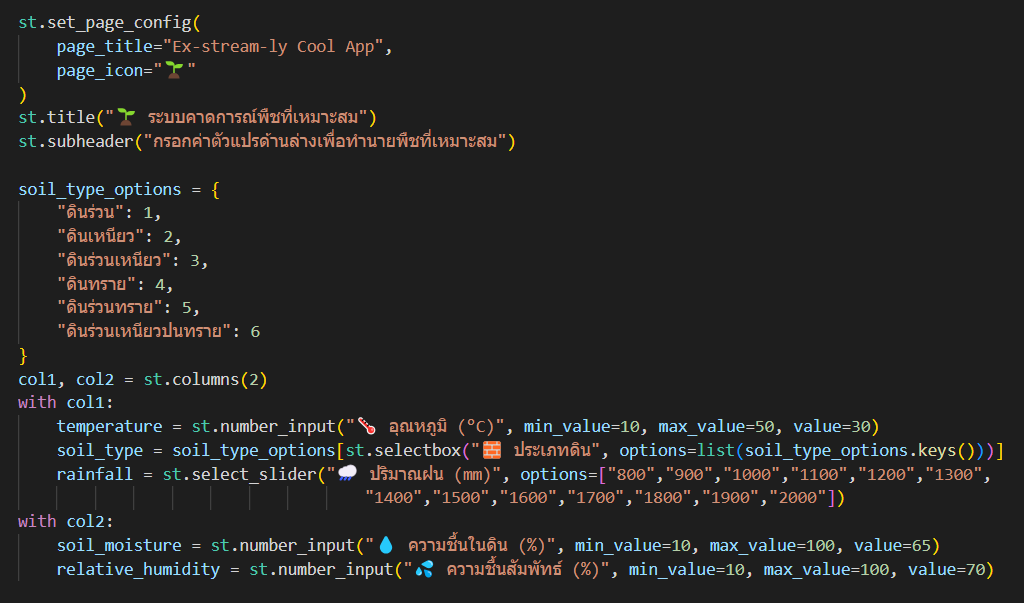 st.set_page_config(
    page_title="Ex-stream-ly Cool App",
    page_icon="🌱"
)
st.title("🌱 ระบบคาดการณ์พืชที่เหมาะสม")
st.subheader("กรอกค่าตัวแปรด้านล่างเพื่อทำนายพืชที่เหมาะสม")

soil_type_options = {
    "ดินร่วน": 1,
    "ดินเหนียว": 2,
    "ดินร่วนเหนียว": 3,
    "ดินทราย": 4,
    "ดินร่วนทราย": 5,
    "ดินร่วนเหนียวปนทราย": 6
}
col1, col2 = st.columns(2)
with col1:
    temperature = st.number_input("🌡️ อุณหภูมิ (°C)", min_value=10, max_value=50, value=30)
    soil_type = soil_type_options[st.selectbox("🧱 ประเภทดิน", options=list(soil_type_options.keys()))]
    rainfall = st.select_slider("🌧️ ปริมาณฝน (mm)", options=["800","900","1000","1100","1200","1300",
                                    "1400","1500","1600","1700","1800","1900","2000"])
with col2:
    soil_moisture = st.number_input("💧 ความชื้นในดิน (%)", min_value=10, max_value=100, value=65)
    relative_humidity = st.number_input("💦 ความชื้นสัมพัทธ์ (%)", min_value=10, max_value=100, value=70)